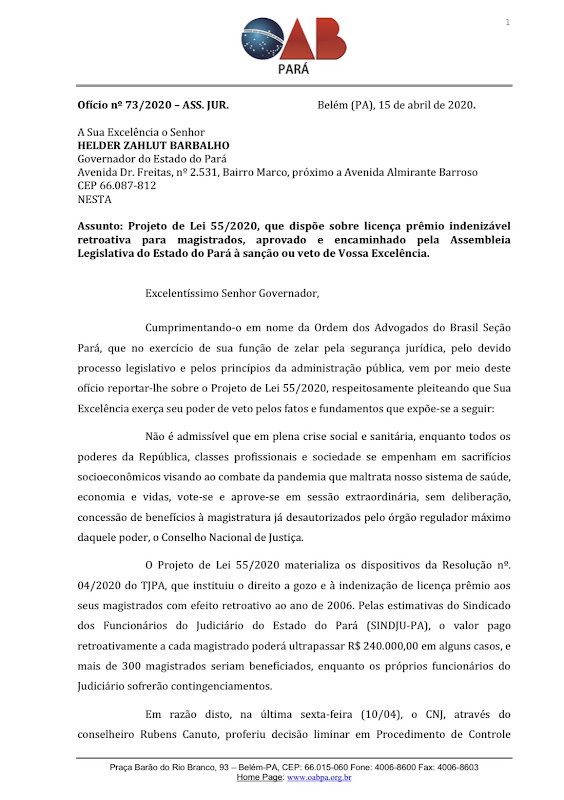 1
OAB
PARÁ
Ofício nº 73/2020 – ASS. JUR. Belém (PA), 15 de abril de 2020.
A Sua Excelência o Senhor
HELDER ZAHLUT BARBALHO
Governador do Estado do Pará
Avenida Dr. Freitas, nº 2.531, Bairro Marco, próximo a Avenida Almirante Barroso
CEP 66.087-812
NESTA
Assunto: Projeto de Lei 55/2020, que dispõe sobre licença prêmio indenizável
retroativa para magistrados, aprovado e encaminhado pela Assembleia
Legislativa do Estado do Pará à sanção ou veto de Vossa Excelência.
Excelentíssimo Senhor Governador,
Cumprimentando-o em nome da Ordem dos Advogados do Brasil Seção
Pará, que no exercício de sua função de zelar pela segurança jurídica, pelo devido
processo legislativo e pelos princípios da administração pública, vem por meio deste
ofício reportar-lhe sobre o Projeto de Lei 55/2020, respeitosamente pleiteando que Sua
Excelência exerça seu poder de veto pelos fatos e fundamentos que expõe-se a seguir:
Não é admissível que em plena crise social e sanitária, enquanto todos os
poderes da República, classes profissionais e sociedade se empenham em sacrifícios
socioeconômicos visando ao combate da pandemia que maltrata nosso sistema de saúde,
economia e vidas, vote-se e aprove-se em sessão extraordinária, sem deliberação,
concessão de benefícios à magistratura já desautorizados pelo órgão regulador máximo
daquele poder, o Conselho Nacional de Justiça.
O Projeto de Lei 55/2020 materializa os dispositivos da Resolução nº.
04/2020 do TJPA, que instituiu o direito a gozo e à indenização de licença prêmio aos
seus magistrados com efeito retroativo ao ano de 2006. Pelas estimativas do Sindicado
dos Funcionários do Judiciário do Estado do Pará (SINDJU-PA), o valor pago
retroativamente a cada magistrado poderá ultrapassar R$ 240.000,00 em alguns casos, e
mais de 300 magistrados seriam beneficiados, enquanto os próprios funcionários do
Judiciário sofrerão contingenciamentos.
Em razão disto, na última sexta-feira (10/04), o CNJ, através do
conselheiro Rubens Canuto, proferiu decisão liminar em Procedimento de Controle
Praça Barão do Rio Branco, 93 – Belém-PA, CEP: 66.015-060 Fone: 4006-8600 Fax: 4006-8603
Home Page: www.oabpa.org.br